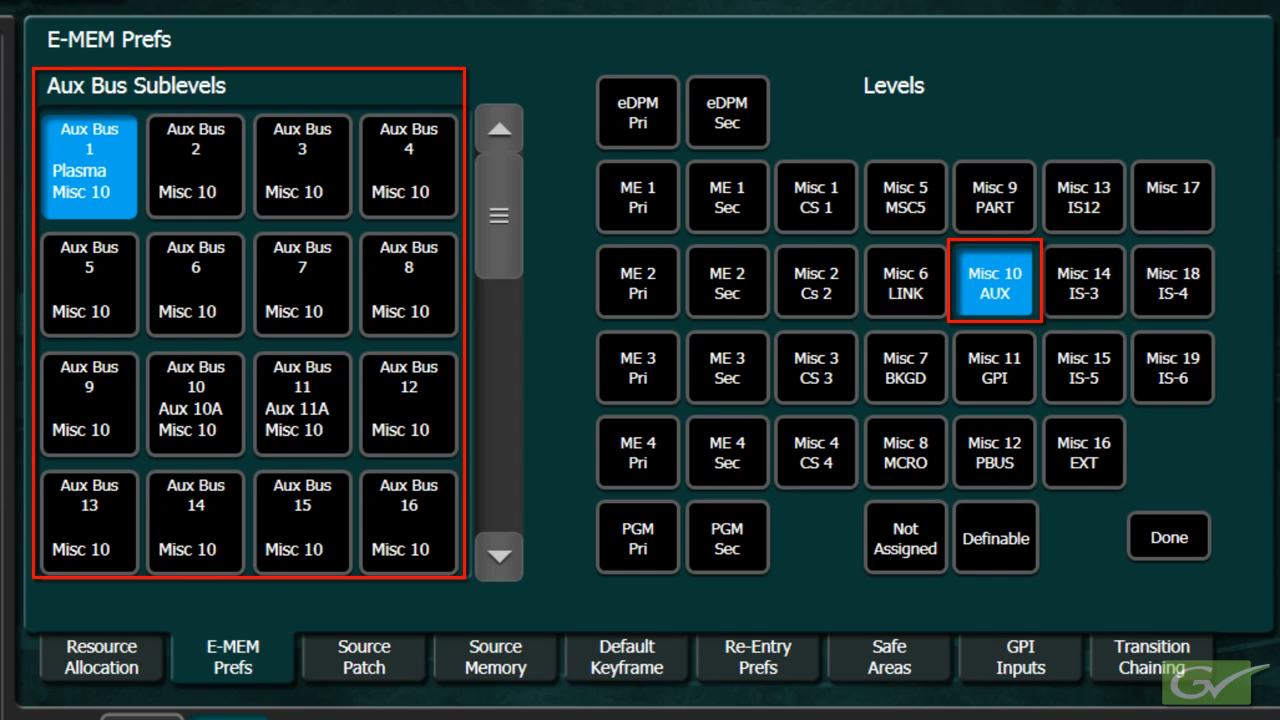 E-MEM Prefs
Aux Bus Sublevels
Aux Bus
1
Plasma
Misc 10
Aux Bus
2
Misc 10
Aux Bus
3
Misc 10
Aux Bus
4
Misc 10
Aux Bus
5
Misc 10
Aux Bus
6
Misc 10
Aux Bus
7
Misc 10
Aux Bus
8
Misc 10
Aux Bus
9
Misc 10
Aux Bus
10
Aux 10A
Misc 10
Aux Bus
11
Aux 11A
Misc 10
Aux Bus
12
Misc 10
Aux Bus
13
Misc 10
Aux Bus
14
Misc 10
Aux Bus
15
Misc 10
Aux Bus
16
Misc 10
Levels
eDPM
Pri
eDPM
Sec
ME 1
Pri
ME 1
Sec
Misc 1
CS 1
Misc 5
MSC5
Misc 9
PART
Misc 13
IS12
Misc 17
ME 2
Pri
ME 2
Sec
Misc 2
Cs 2
Misc 6
LINK
Misc 10
AUX
Misc 14
IS-3
Misc 18
IS-4
ME 3
Pri
ME 3
Sec
Misc 3
CS 3
Misc 7
BKGD
Misc 11
GPI
Misc 15
IS-5
Misc 19
IS-6
ME 4
Pri
ME 4
Sec
Misc 4
CS 4
Misc 8
MCRO
Misc 12
PBUS
Misc 16
EXT
PGM
Pri
PGM
Sec
Not
Assigned
Definable
Done
Resource
Allocation
E-MEM
Prefs
Source
Patch
Source
Memory
Default
Keyframe
Re-Entry
Prefs
Safe
Areas
GPI
Inputs
Transition
Chaining
GV